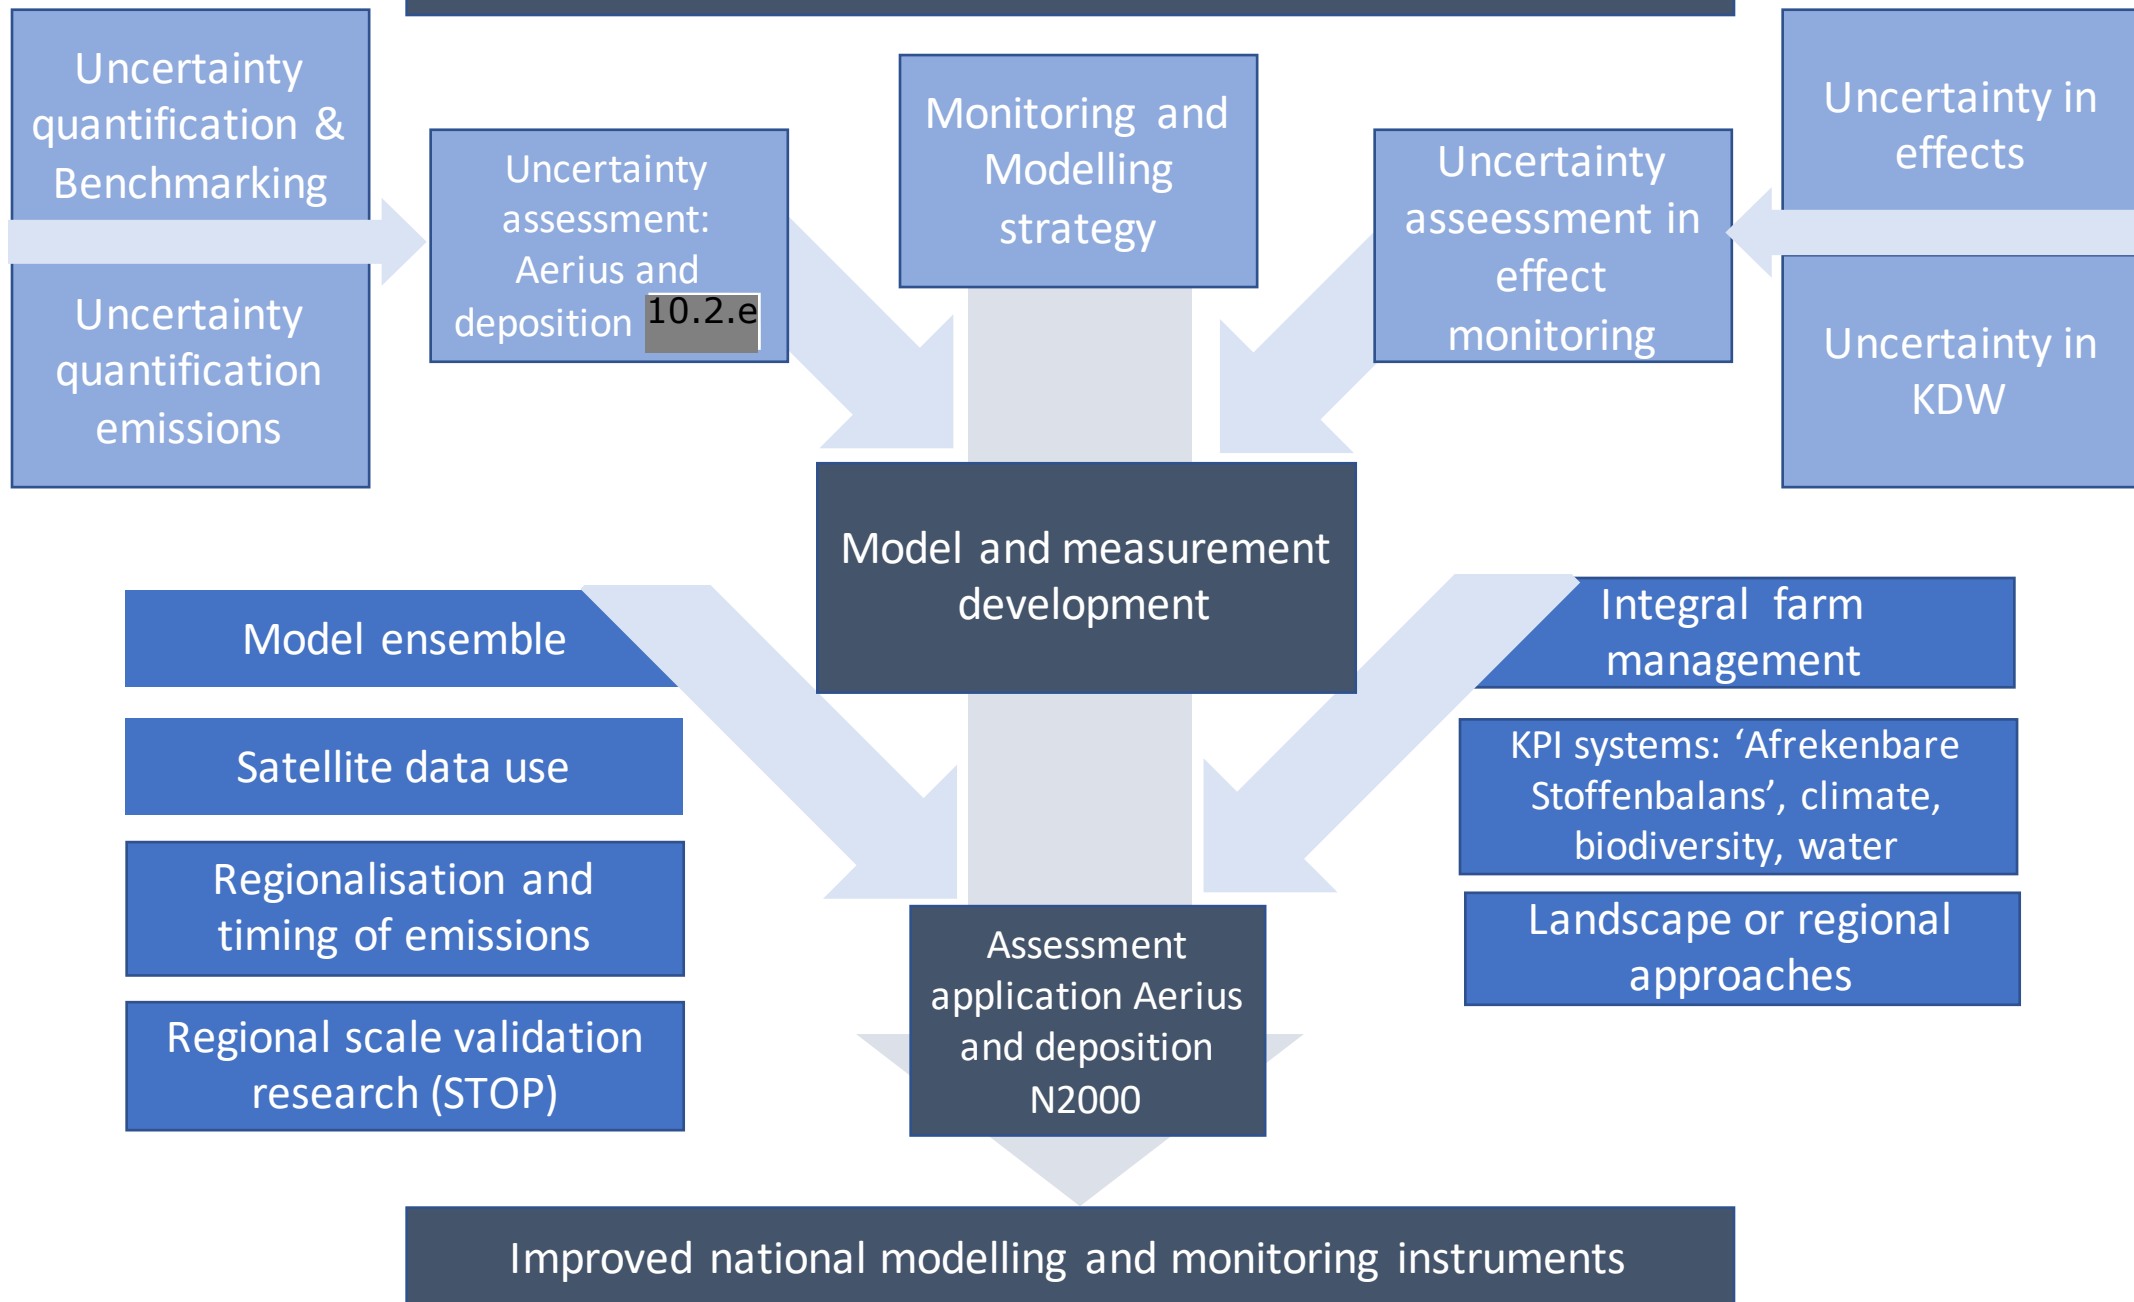 Uncertainty
quantification &
Benchmarking
Uncertainty
quantification
emissions
Uncertainty
assessment:
Aerius and
deposition 10.2.e
Monitoring and
Modelling
strategy
Uncertainty
asseessment in
effect
monitoring
Uncertainty in
effects
Uncertainty in
KDW
Model and measurement
development
Model ensemble
Satellite data use
Regionalisation and
timing of emissions
Regional scale validation
research (STOP)
Integral farm
management
KPI systems: ‘Afrekenbare
Stoffenbalans’, climate,
biodiversity, water
Landscape or regional
approaches
Assessment
application Aerius
and deposition
N2000
Improved national modelling and monitoring instruments